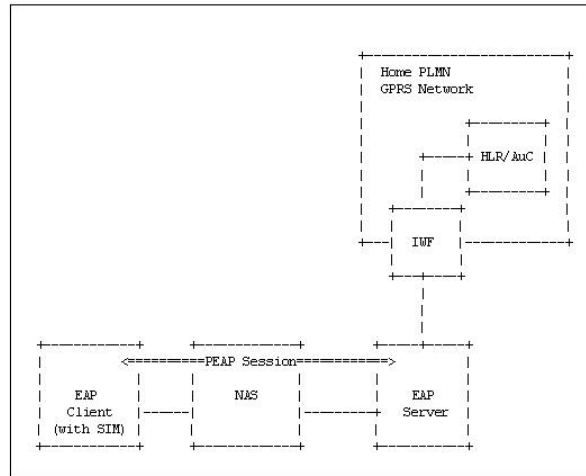 Home PLMN
GPRS Network
HLR/AuC
IWF
<==========PEAP Session============>
EAP
Client
(with SIM)
NAS
EAP
Server